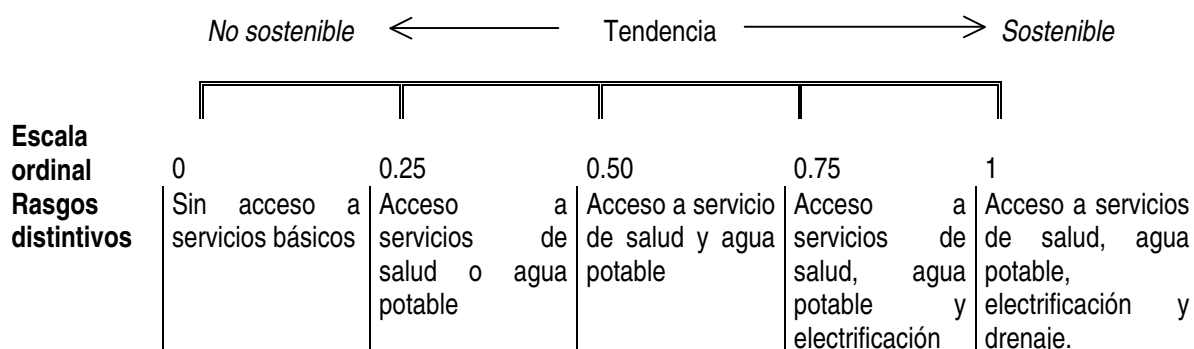 No sostenible Tendencia Sostenible
Escala
ordinal 0 0.25 0.50 0.75 1
Rasgos
distintivos
Sin acceso a
servicios básicos
Acceso a
servicios de
salud o agua
potable
Acceso a servicio
de salud y agua
potable
Acceso a
servicios de
salud, agua
potable y
electrificación
Acceso a servicios
de salud, agua
potable,
electrificación y
drenaje.